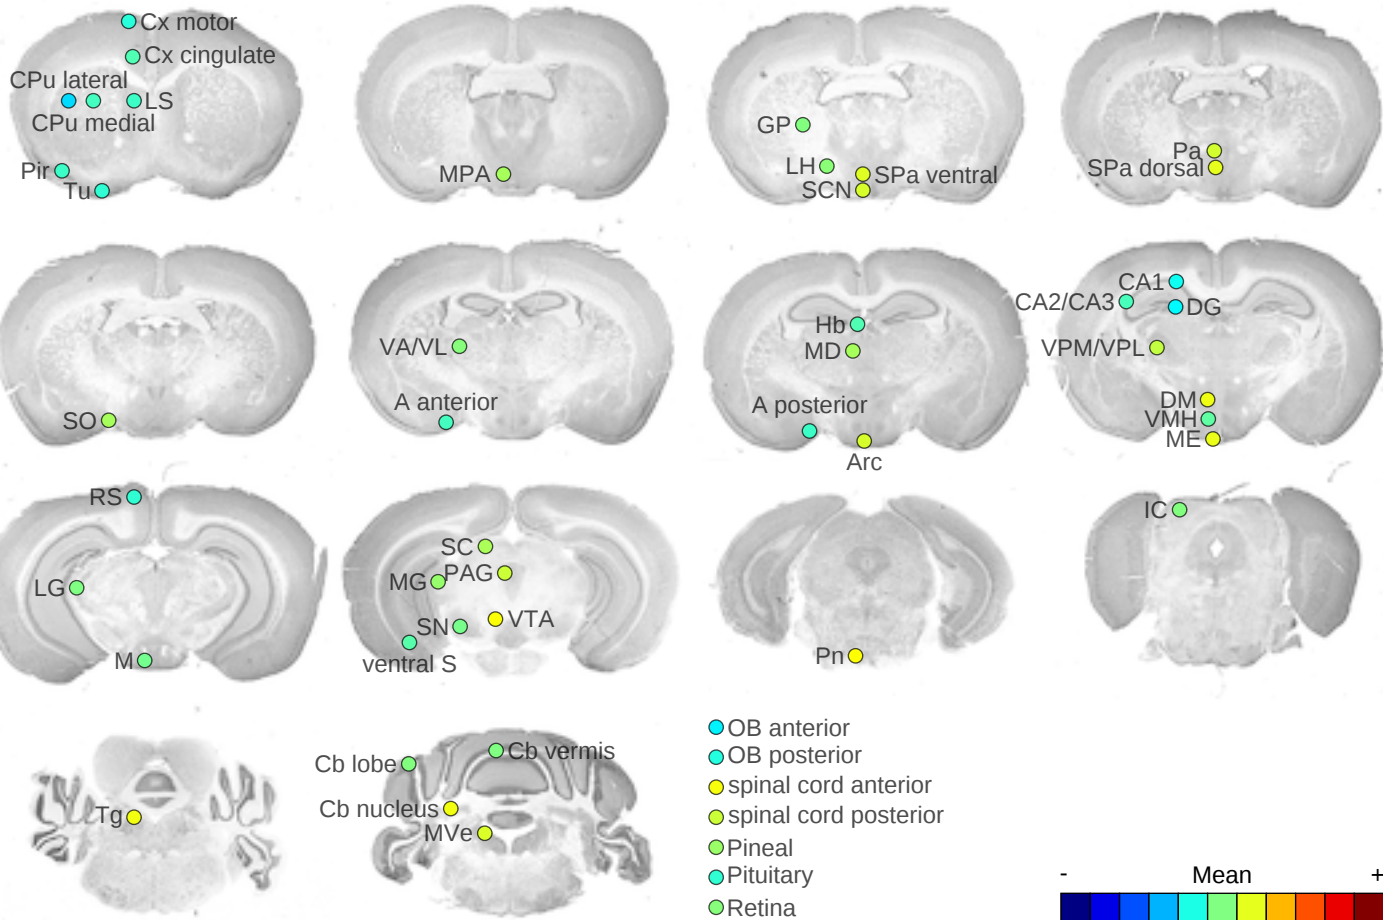 Cx motor
Cx cingulate
CPu lateral
LS
CPu medial
Pir
Tu
MPA
GP
LH
SPa ventral
SCN
Pa
SPa dorsal
SO
VA/VL
A anterior
Hb
MD
A posterior
Arc
CA1
CA2/CA3
DG
VPM/VPL
DM
VMH
ME
RS
LG
M
SC
PAG
MG
VTA
SN
ventral S
Pn
IC
Tg
Cb lobe
Cb vermis
Cb nucleus
MVe
OB anterior
OB posterior
spinal cord anterior
spinal cord posterior
Pineal
Pituitary
Retina
- Mean +